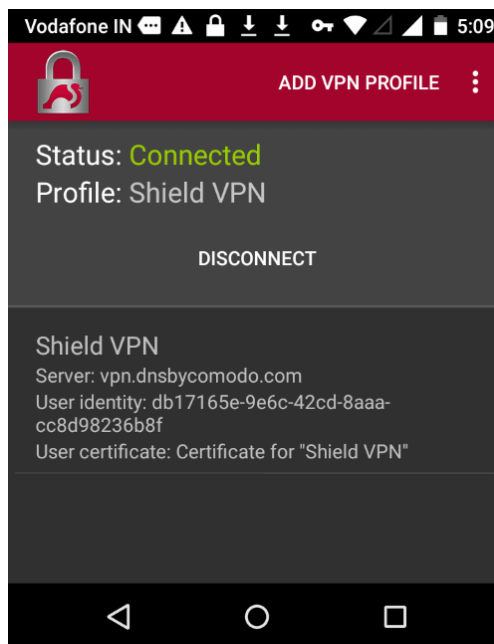 Vodafone IN 5:09
ADD VPN PROFILE
Status: Connected
Profile: Shield VPN
DISCONNECT
Shield VPN
Server: vpn.dnsbycomodo.com
User identity: db17165e-9e6c-42cd-8aaa-
cc8d98236b8f
User certificate: Certificate for "Shield VPN"